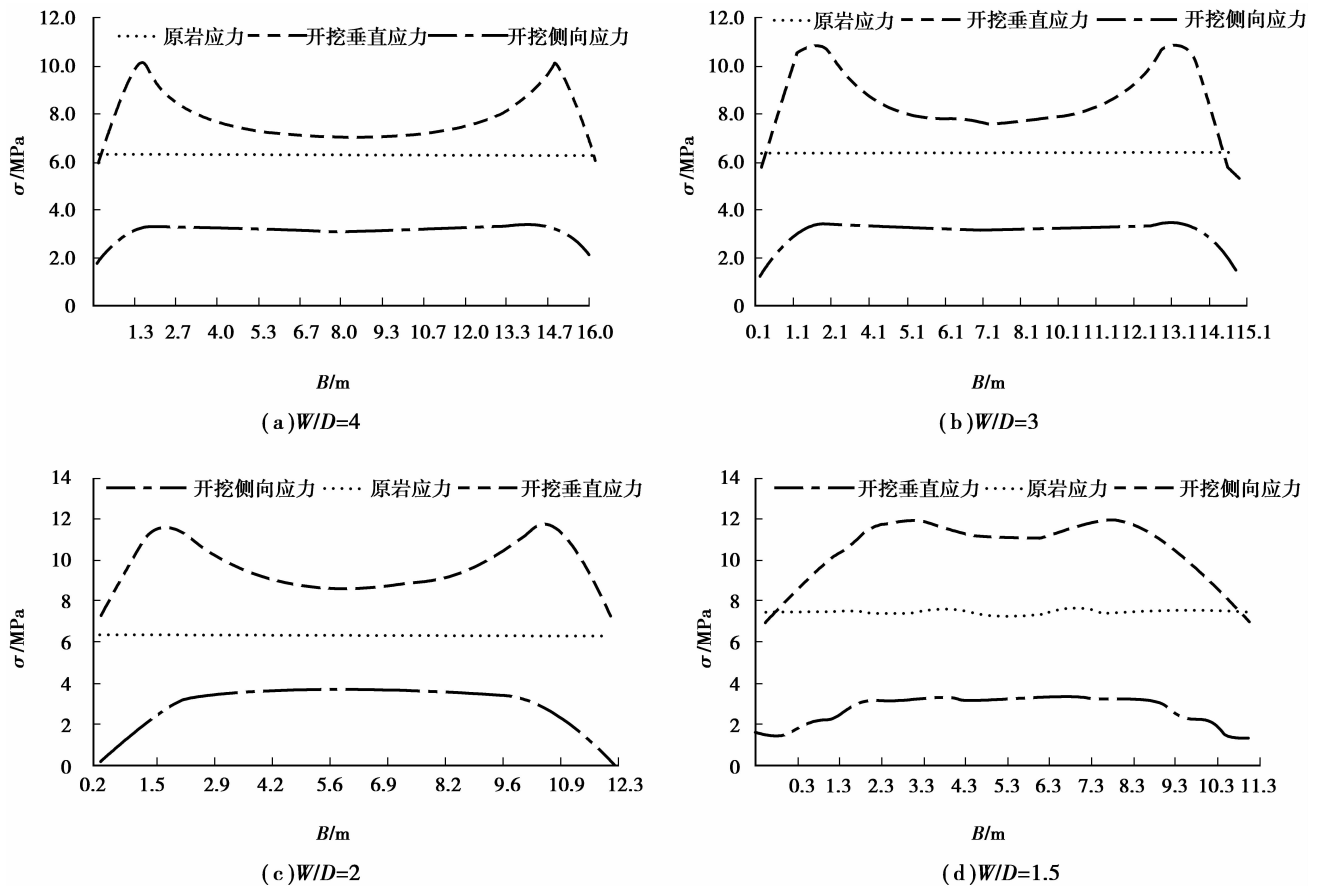 12.0
原岩应力 开挖垂直应力 开挖侧向应力
10.0
8.0
6.0
4.0
2.0
0
σ/MPa
1.3 2.7 4.0 5.3 6.7 8.0 9.3 10.7 12.0 13.3 14.7 16.0
B/m
(a)W/D=4
12.0
原岩应力 开挖垂直应力 开挖侧向应力
10.0
8.0
6.0
4.0
2.0
0
σ/MPa
0.1 1.1 2.1 4.1 5.1 6.1 7.1 8.1 10.1 11.1 12.1 13.1 14.1 15.1
B/m
(b)W/D=3
14
开挖侧向应力 原岩应力 开挖垂直应力
12
10
8
6
4
2
0
σ/MPa
0.2 1.5 2.9 4.2 5.6 6.9 8.2 9.6 10.9 12.3
B/m
(c)W/D=2
14
开挖垂直应力 原岩应力 开挖侧向应力
12
10
8
6
4
2
0
σ/MPa
0.3 1.3 2.3 3.3 4.3 5.3 6.3 7.3 8.3 9.3 10.3 11.3
B/m
(d)W/D=1.5